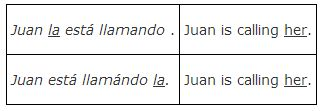 Juan la está llamando . Juan is calling her.
Juan está llamándo la. Juan is calling her.